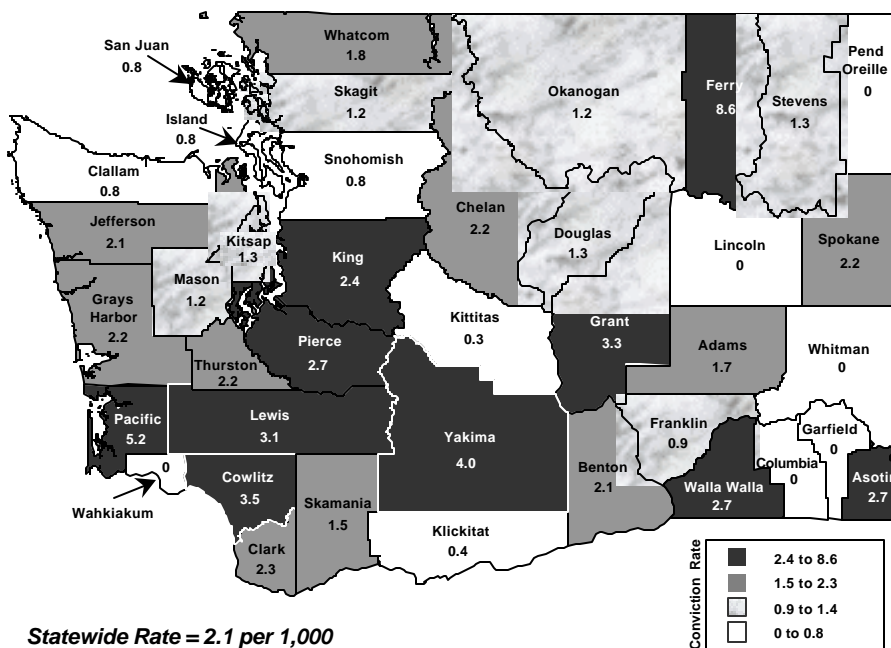 Whatcom
1.8
San Juan
0.8
Skagit
1.2
Okanogan
1.2
Ferry
8.6
Stevens
1.3
Pend
Oreille
0
Island
0.8
Snohomish
0.8
Clallam
0.8
Jefferson
2.1
Kitsap
1.3
Chelan
2.2
Douglas
1.3
Lincoln
0
Spokane
2.2
King
2.4
Mason
1.2
Grays
Harbor
2.2
Kittitas
0.3
Grant
3.3
Pierce
2.7
Thurston
2.2
Adams
1.7
Whitman
0
Pacific
5.2
Lewis
3.1
Yakima
4.0
Franklin
0.9
Garfield
0
Columbia
0
Benton
2.1
Walla Walla
2.7
Asotin
2.7
0
Wahkiakum
Cowlitz
3.5
Skamania
1.5
Klickitat
0.4
Clark
2.3
Conviction Rate
2.4 to 8.6
1.5 to 2.3
0.9 to 1.4
0 to 0.8
Statewide Rate = 2.1 per 1,000